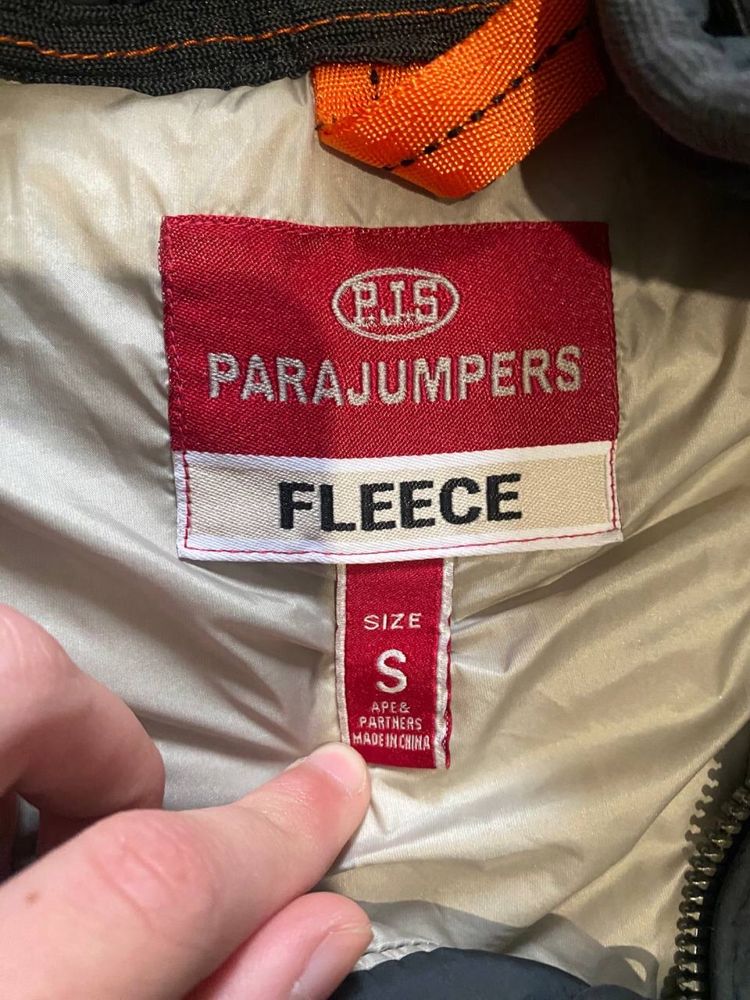 P.J.S
PARAJUMPERS
FLEECE
SIZE
S
APE &
PARTNERS
MADE IN CHINA